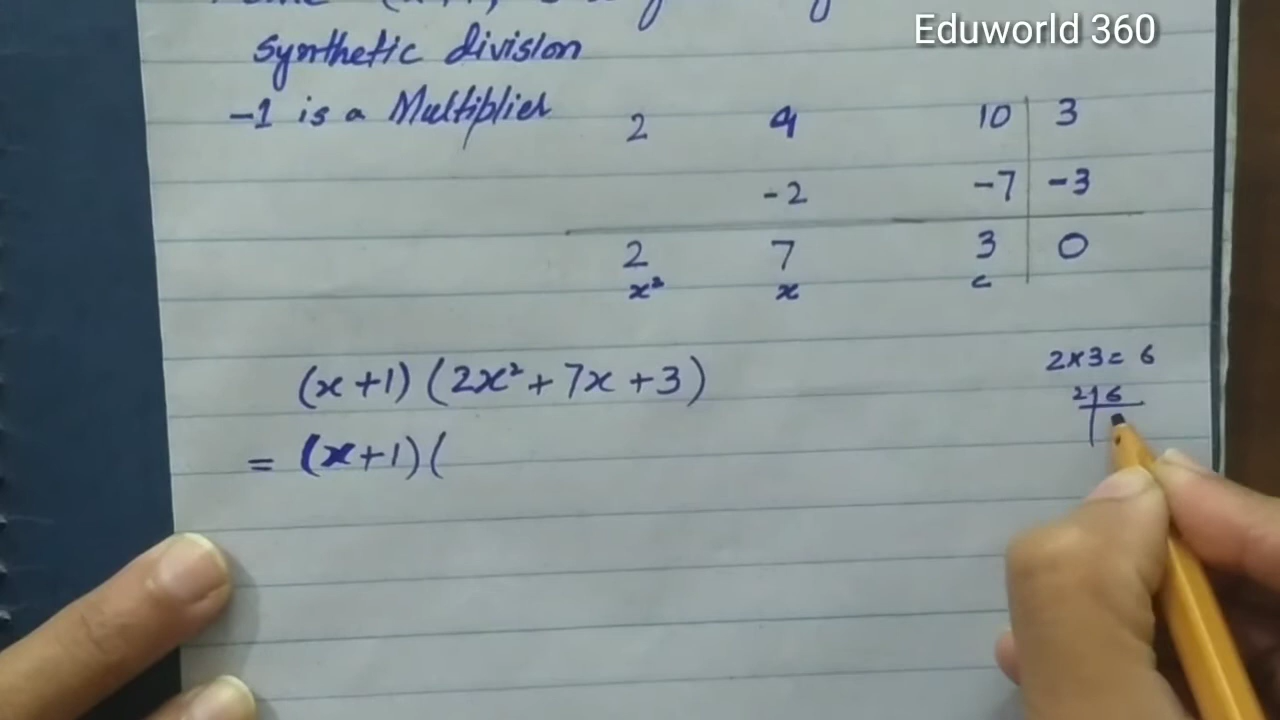 Eduworld 360
synthetic division
-1 is a Multiplier
2 9 10 3
-2 -7 -3
2 7 3 0
x² x c
(x+1) (2x² + 7x + 3)
2x3 = 6
2 6
= (x+1) (